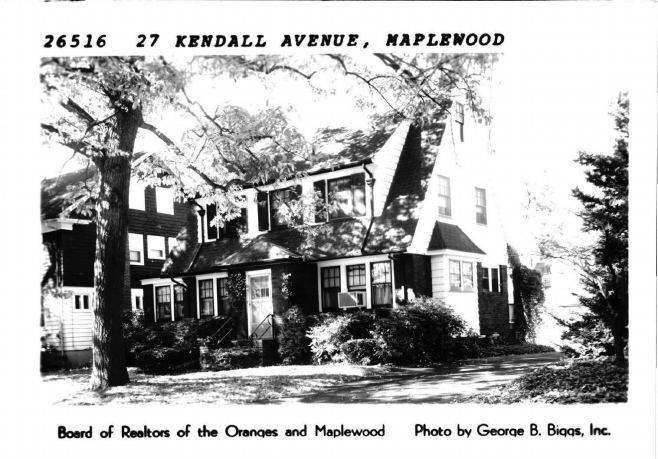 26516 27 KENDALL AVENUE, MAPLEWOOD
Board of Realtors of the Oranges and Maplewood Photo by George B. Biggs, Inc.